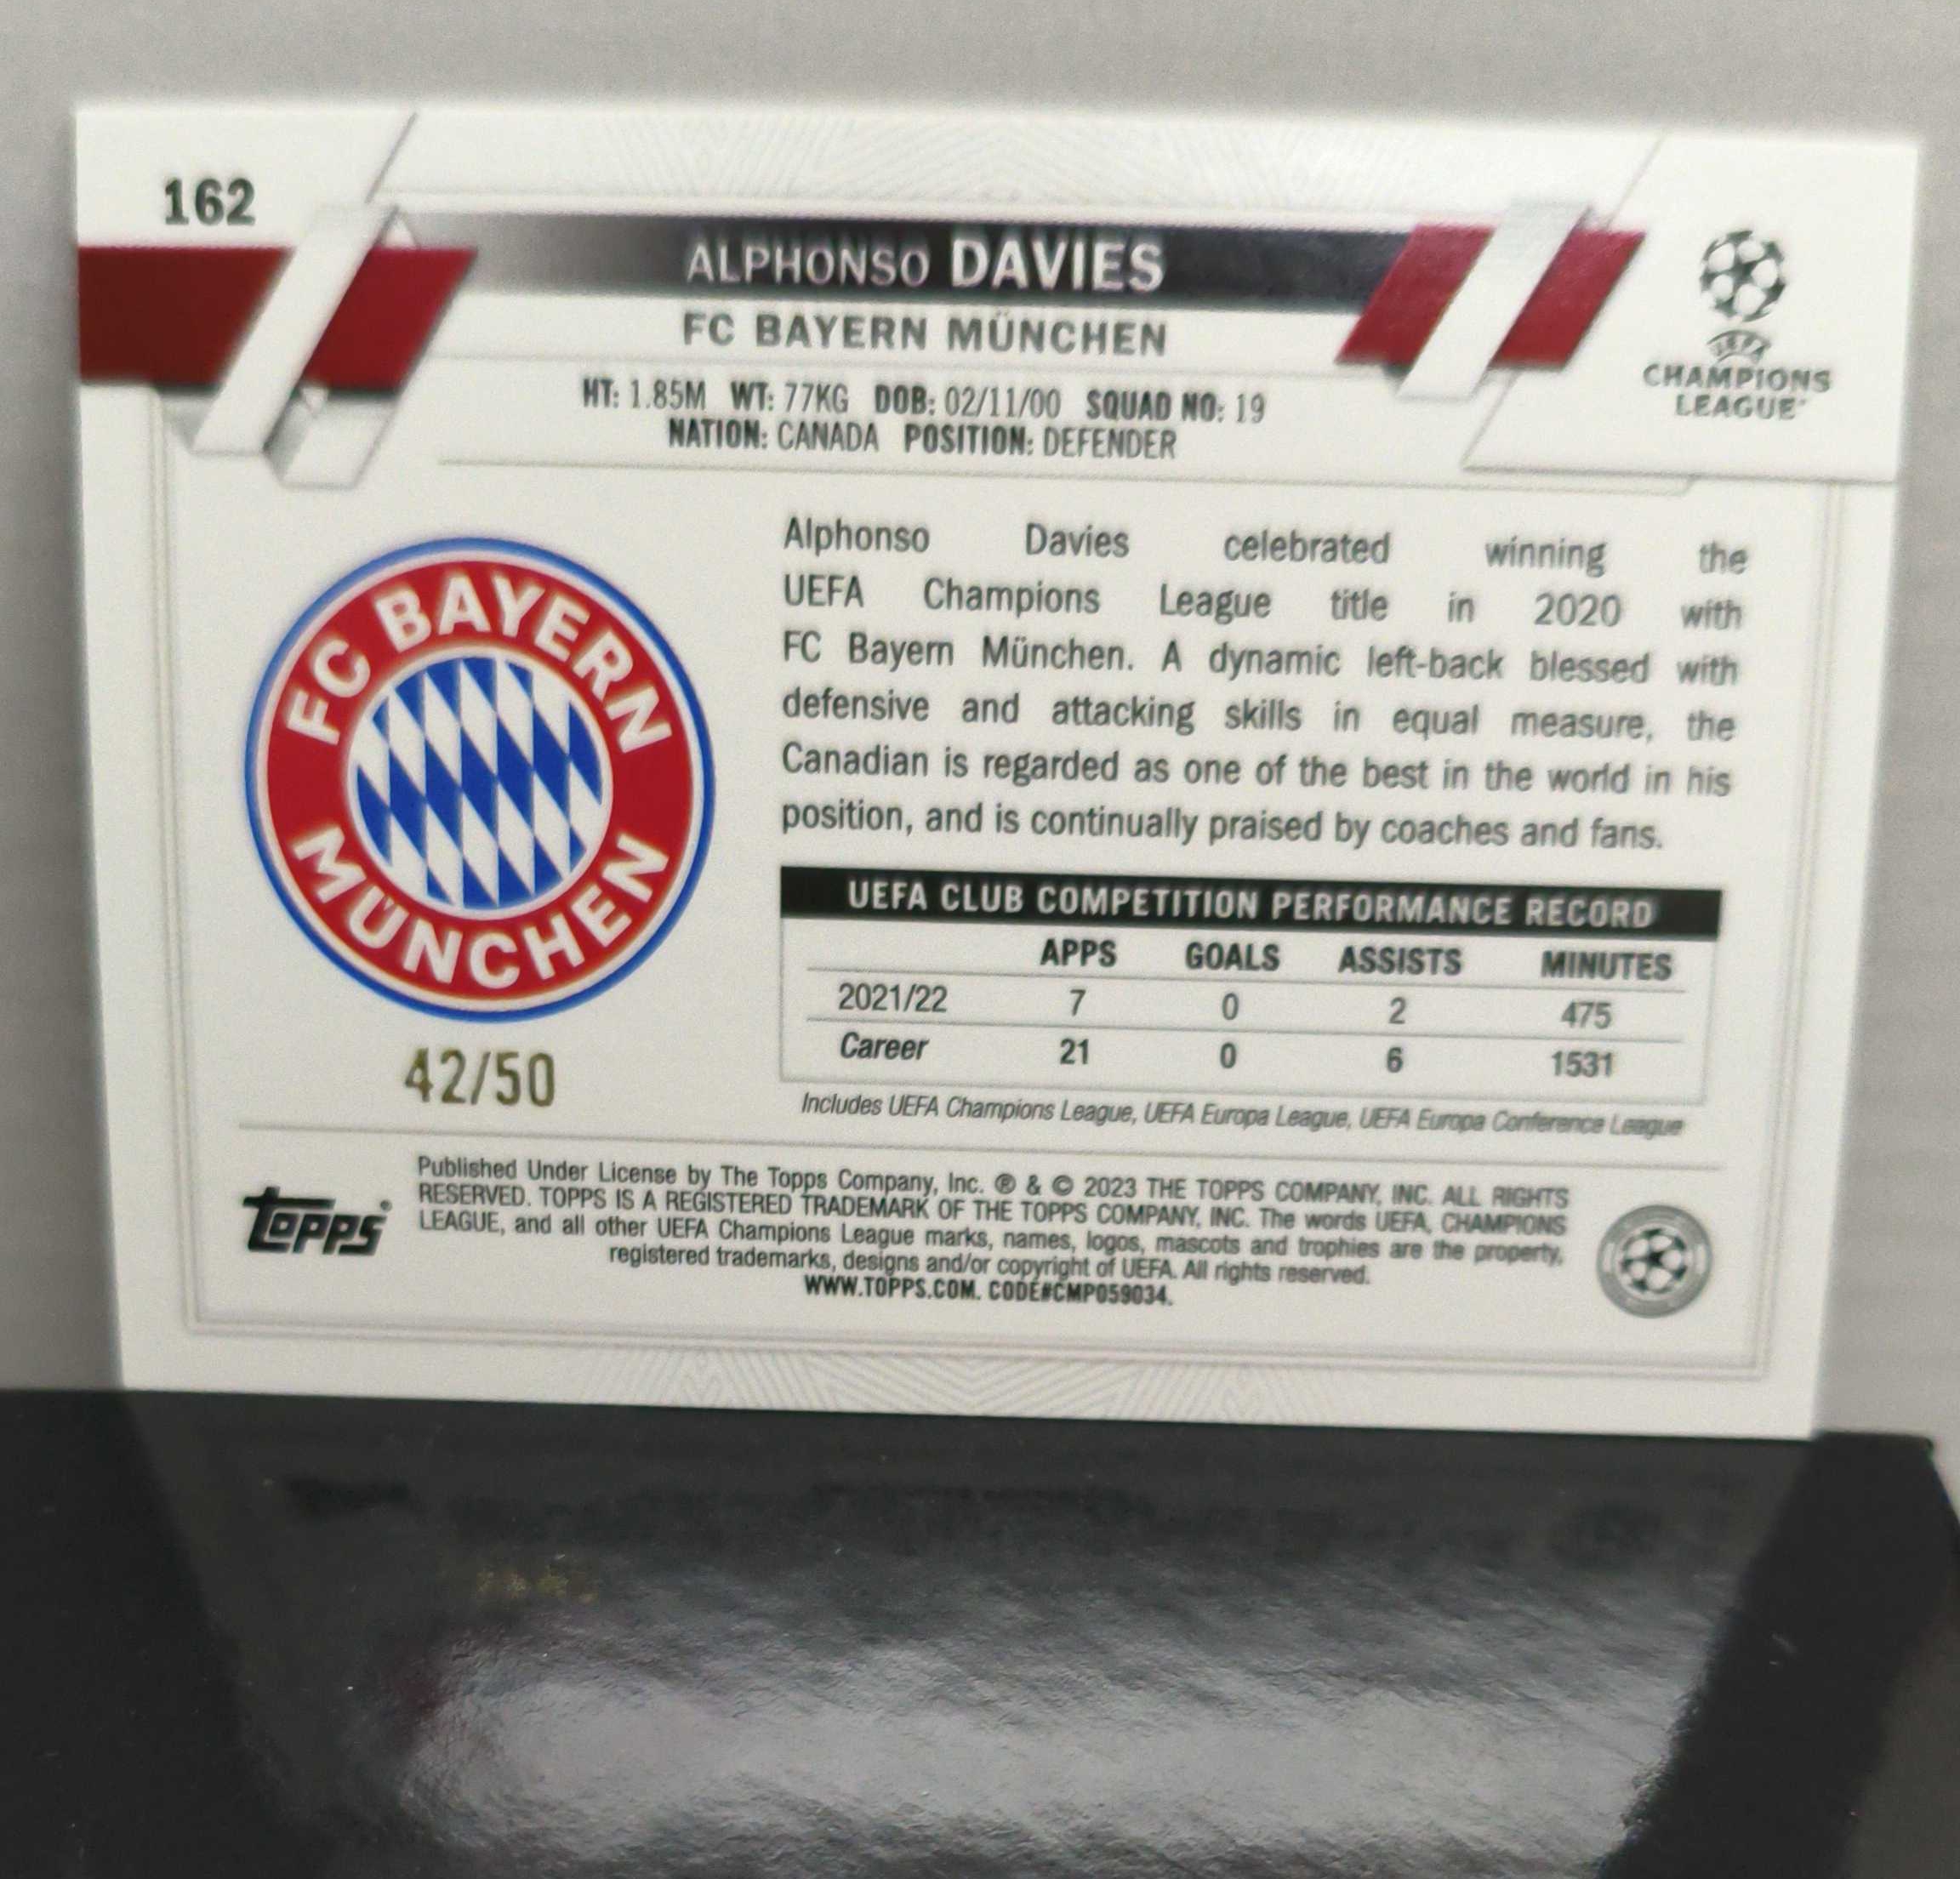 162
ALPHONSO DAVIES
FC BAYERN MÜNCHEN
HT: 1.85M WT: 77KG DOB: 02/11/00 SQUAD NO: 19
NATION: CANADA POSITION: DEFENDER
UEFA
CHAMPIONS
LEAGUE
FC BAYERN
MÜNCHEN
42/50
Alphonso Davies celebrated winning the
UEFA Champions League title in 2020 with
FC Bayern München. A dynamic left-back blessed with
defensive and attacking skills in equal measure, the
Canadian is regarded as one of the best in the world in his
position, and is continually praised by coaches and fans.
UEFA CLUB COMPETITION PERFORMANCE RECORD
APPS GOALS ASSISTS MINUTES
2021/22 7 0 2 475
Career 21 0 6 1531
Includes UEFA Champions League, UEFA Europa League, UEFA Europa Conference League
topps®
Published Under License by The Topps Company, Inc. ® & © 2023 THE TOPPS COMPANY, INC. ALL RIGHTS
RESERVED. TOPPS IS A REGISTERED TRADEMARK OF THE TOPPS COMPANY, INC. The words UEFA, CHAMPIONS
LEAGUE, and all other UEFA Champions League marks, names, logos, mascots and trophies are the property,
registered trademarks, designs and/or copyright of UEFA. All rights reserved.
WWW.TOPPS.COM. CODE#CMP059034.